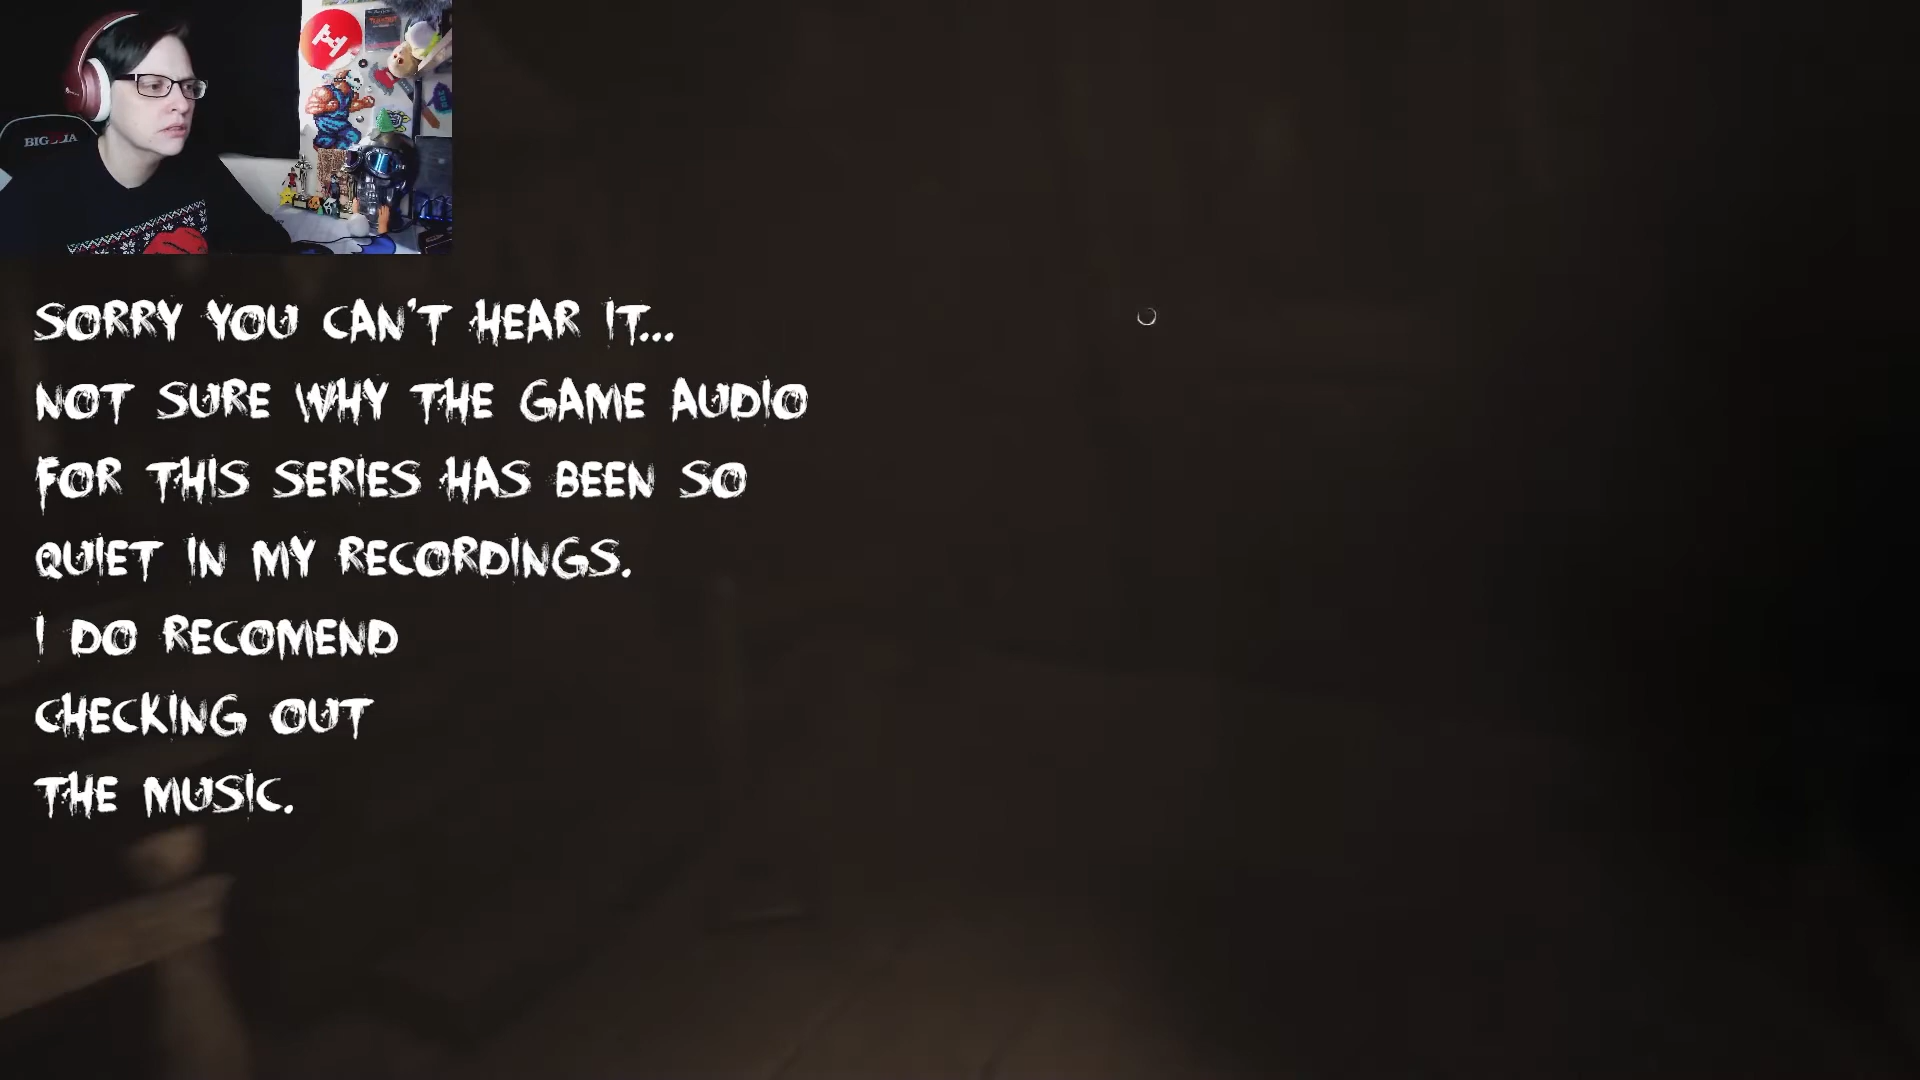 SORRY YOU CAN'T HEAR IT...
NOT SURE WHY THE GAME AUDIO
FOR THIS SERIES HAS BEEN SO
QUIET IN MY RECORDINGS.
I DO RECOMEND
CHECKING OUT
THE MUSIC.